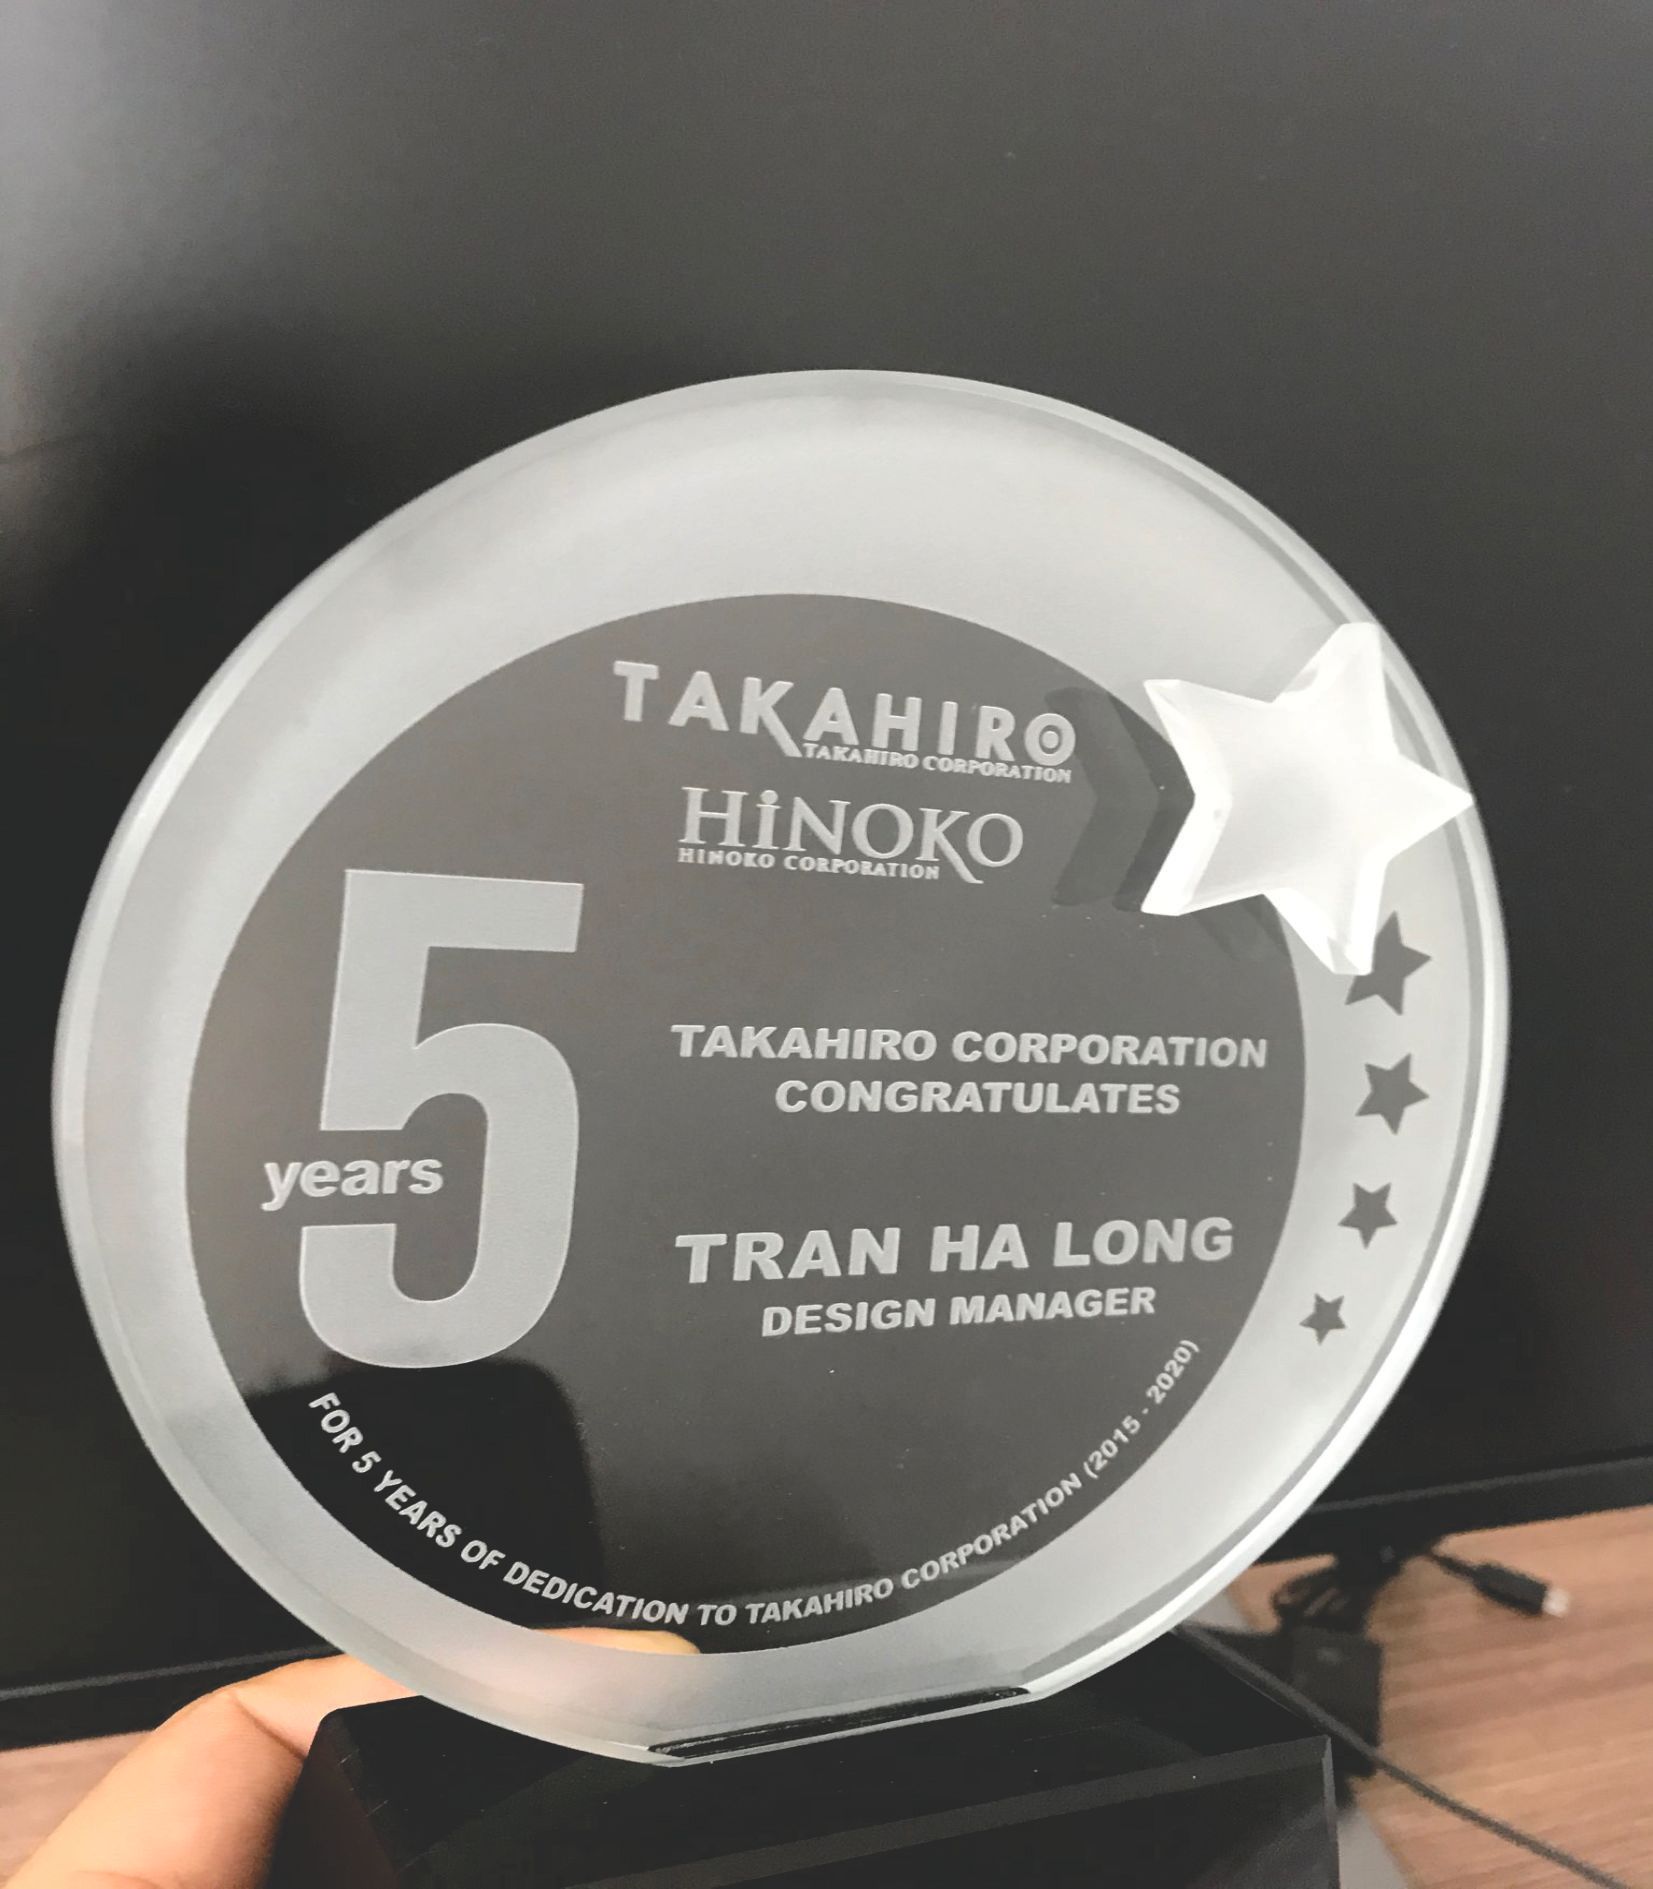 TAKAHIRO
TAKAHIRO CORPORATION
HiNOKO
HINOKO CORPORATION
5
years
TAKAHIRO CORPORATION
CONGRATULATES
TRAN HA LONG
DESIGN MANAGER
FOR 5 YEARS OF DEDICATION TO TAKAHIRO CORPORATION (2015 - 2020)